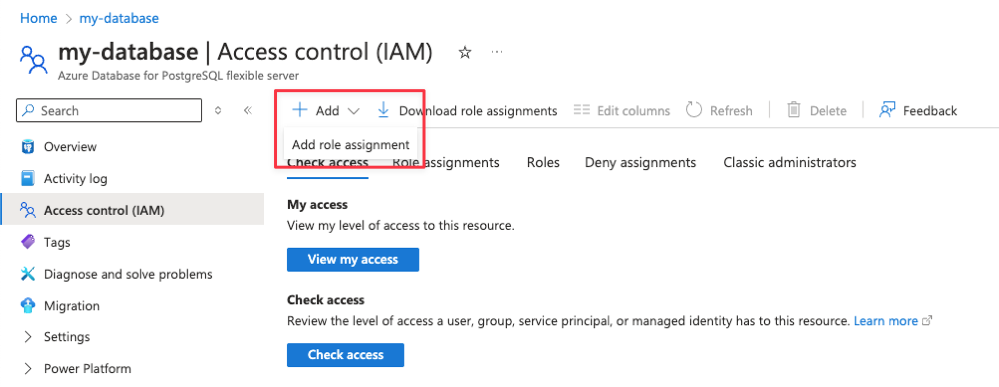 Home > my-database
my-database | Access control (IAM)
Azure Database for PostgreSQL flexible server
Search
Add
Download role assignments
Edit columns
Refresh
Delete
Feedback
Add role assignment
Overview
Activity log
Access control (IAM)
Tags
Diagnose and solve problems
Migration
Settings
Power Platform
Check access
Role assignments
Roles
Deny assignments
Classic administrators
My access
View my level of access to this resource.
View my access
Check access
Review the level of access a user, group, service principal, or managed identity has to this resource. Learn more
Check access